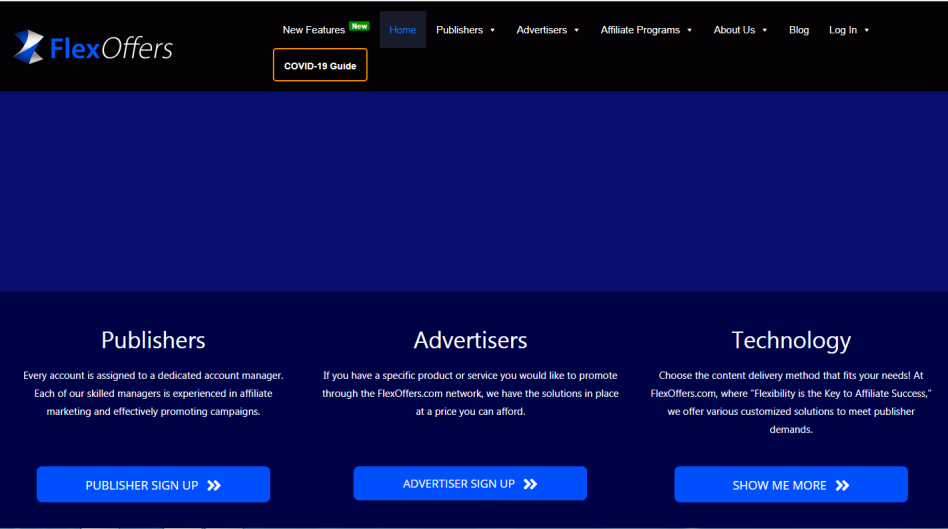 FlexOffers
New Features New Home Publishers Advertisers Affiliate Programs About Us Blog Log In
COVID-19 Guide
Publishers
Every account is assigned to a dedicated account manager.
Each of our skilled managers is experienced in affiliate
marketing and effectively promoting campaigns.
PUBLISHER SIGN UP
Advertisers
If you have a specific product or service you would like to promote
through the FlexOffers.com network, we have the solutions in place
at a price you can afford.
ADVERTISER SIGN UP
Technology
Choose the content delivery method that fits your needs! At
FlexOffers.com, where "Flexibility is the Key to Affiliate Success,"
we offer various customized solutions to meet publisher
demands.
SHOW ME MORE